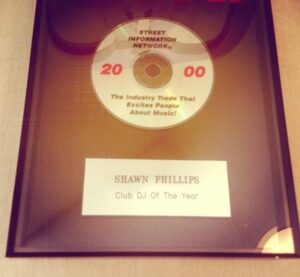 STREET
INFORMATION
NETWORK®
20 00
The Industry Trade That
Excites People
About Music!
SHAWN PHILLIPS
Club DJ Of The Year